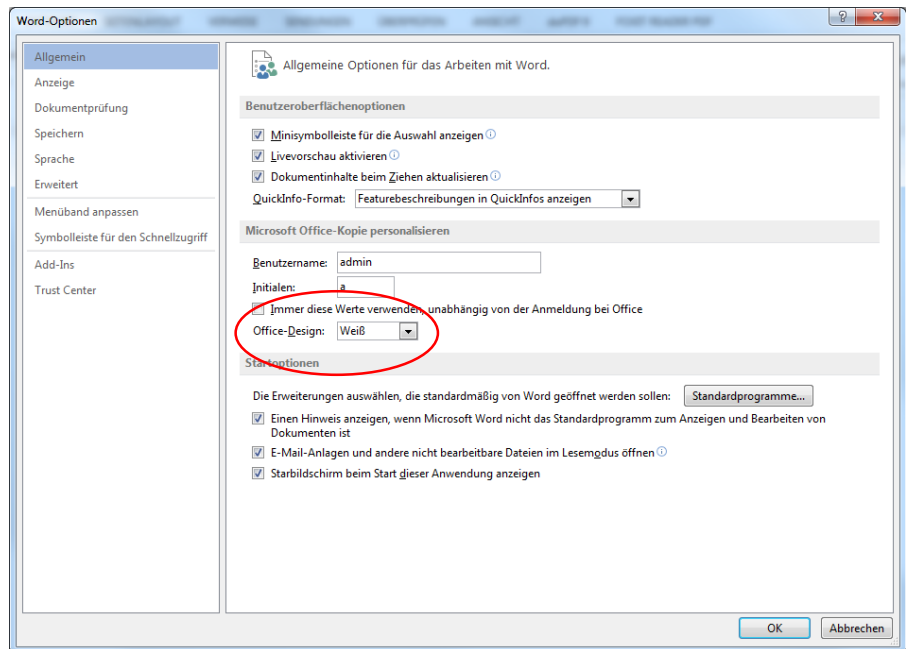 Word-Optionen
Allgemein
Anzeige
Dokumentprüfung
Speichern
Sprache
Erweitert
Menüband anpassen
Symbolleiste für den Schnellzugriff
Add-Ins
Trust Center
Allgemeine Optionen für das Arbeiten mit Word.
Benutzeroberflächenoptionen
Minisymbolleiste für die Auswahl anzeigen
Livevorschau aktivieren
Dokumentinhalte beim Ziehen aktualisieren
QuickInfo-Format: Featurebeschreibungen in QuickInfos anzeigen
Microsoft Office-Kopie personalisieren
Benutzername: admin
Initialen: a
Immer diese Werte verwenden, unabhängig von der Anmeldung bei Office
Office-Design: Weiß
Startoptionen
Die Erweiterungen auswählen, die standardmäßig von Word geöffnet werden sollen: Standardprogramme...
Einen Hinweis anzeigen, wenn Microsoft Word nicht das Standardprogramm zum Anzeigen und Bearbeiten von
Dokumenten ist
E-Mail-Anlagen und andere nicht bearbeitbare Dateien im Lesemodus öffnen
Starbildschirm beim Start dieser Anwendung anzeigen
OK Abbrechen